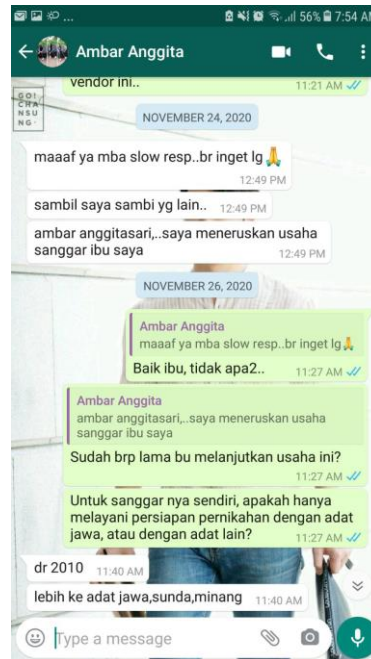 56% 7:54 AM
Ambar Anggita
vendor ini..
11:21 AM
GO!
CHA
NSU
NG·
NOVEMBER 24, 2020
maaaf ya mba slow resp..br inget lg🙏
12:49 PM
sambil saya sambi yg lain.. 12:49 PM
ambar anggitasari,..saya meneruskan usaha
sanggar ibu saya
12:49 PM
NOVEMBER 26, 2020
Ambar Anggita
maaaf ya mba slow resp..br inget lg🙏
Baik ibu, tidak apa2..
11:27 AM
Ambar Anggita
ambar anggitasari,..saya meneruskan usaha
sanggar ibu saya
Sudah brp lama bu melanjutkan usaha ini?
11:27 AM
Untuk sanggar nya sendiri, apakah hanya
melayani persiapan pernikahan dengan adat
jawa, atau dengan adat lain?
11:27 AM
dr 2010 11:40 AM
lebih ke adat jawa,sunda,minang 11:40 AM
Type a message